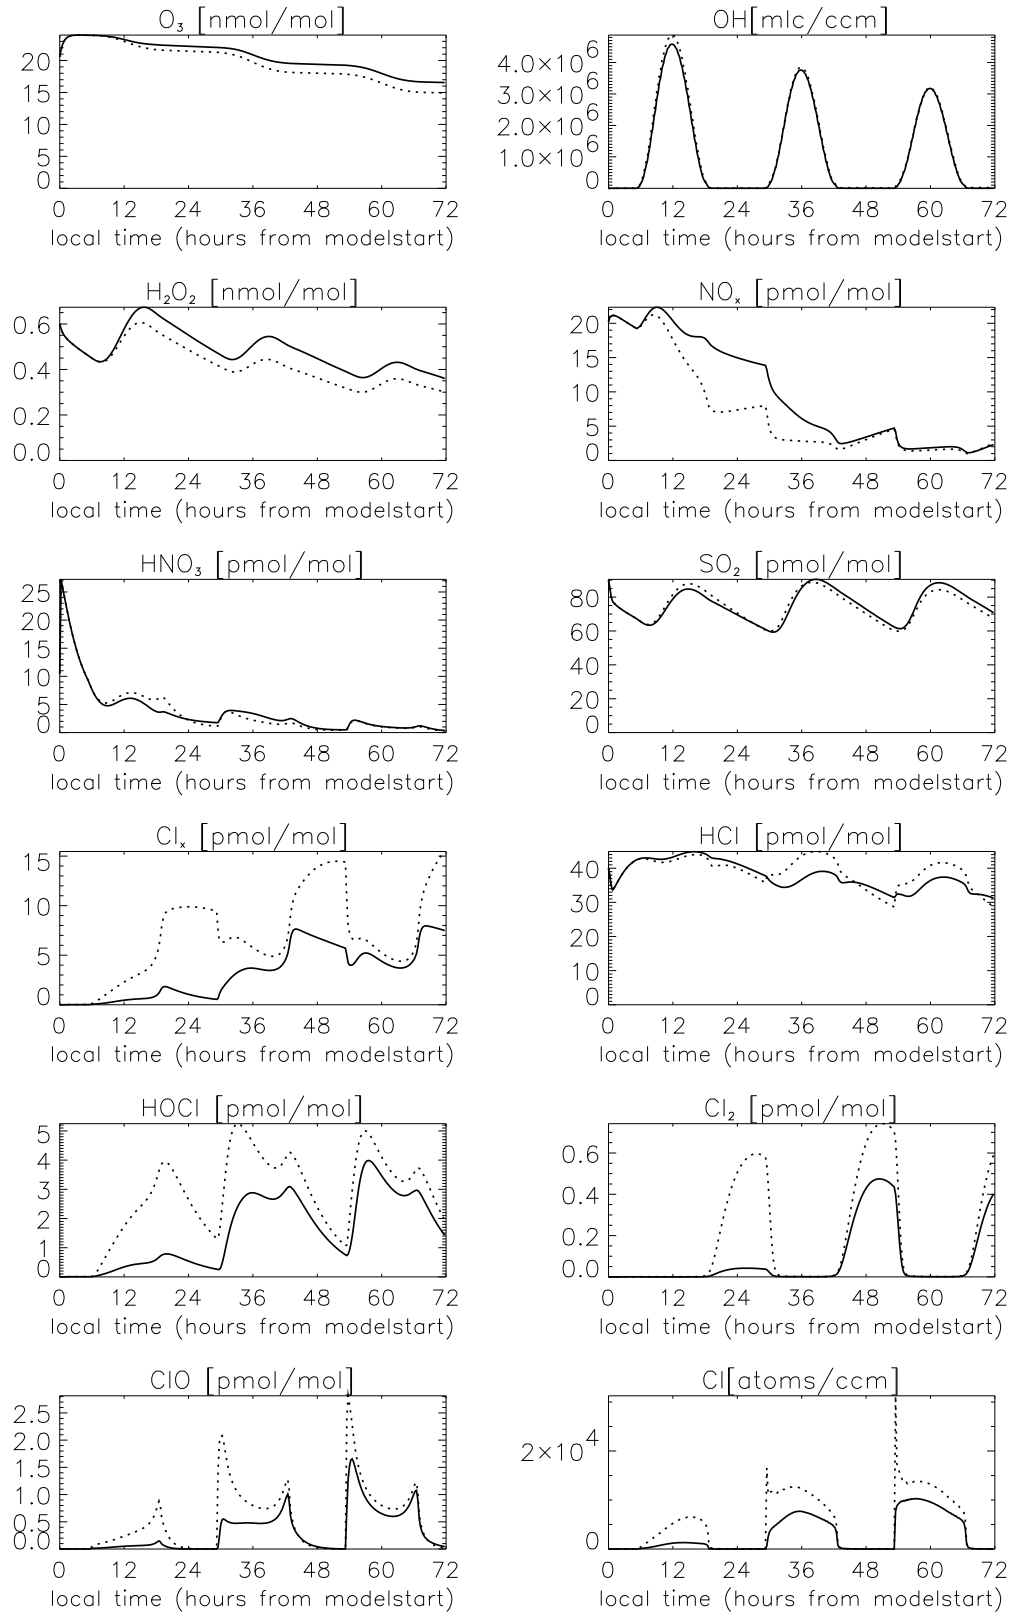 O₃ [nmol/mol]
20
15
10
5
0
0 12 24 36 48 60 72
local time (hours from modelstart)
OH[mlc/ccm]
4.0×10⁶
3.0×10⁶
2.0×10⁶
1.0×10⁶
0
0 12 24 36 48 60 72
local time (hours from modelstart)
H₂O₂ [nmol/mol]
0.6
0.4
0.2
0.0
0 12 24 36 48 60 72
local time (hours from modelstart)
NOₓ [pmol/mol]
20
15
10
5
0
0 12 24 36 48 60 72
local time (hours from modelstart)
HNO₃ [pmol/mol]
25
20
15
10
5
0
0 12 24 36 48 60 72
local time (hours from modelstart)
SO₂ [pmol/mol]
80
60
40
20
0
0 12 24 36 48 60 72
local time (hours from modelstart)
Clₓ [pmol/mol]
15
10
5
0
0 12 24 36 48 60 72
local time (hours from modelstart)
HCl [pmol/mol]
40
30
20
10
0
0 12 24 36 48 60 72
local time (hours from modelstart)
HOCl [pmol/mol]
5
4
3
2
1
0
0 12 24 36 48 60 72
local time (hours from modelstart)
Cl₂ [pmol/mol]
0.6
0.4
0.2
0.0
0 12 24 36 48 60 72
local time (hours from modelstart)
ClO [pmol/mol]
2.5
2.0
1.5
1.0
0.5
0.0
0 12 24 36 48 60 72
local time (hours from modelstart)
Cl[atoms/ccm]
2×10⁴
0
0 12 24 36 48 60 72
local time (hours from modelstart)